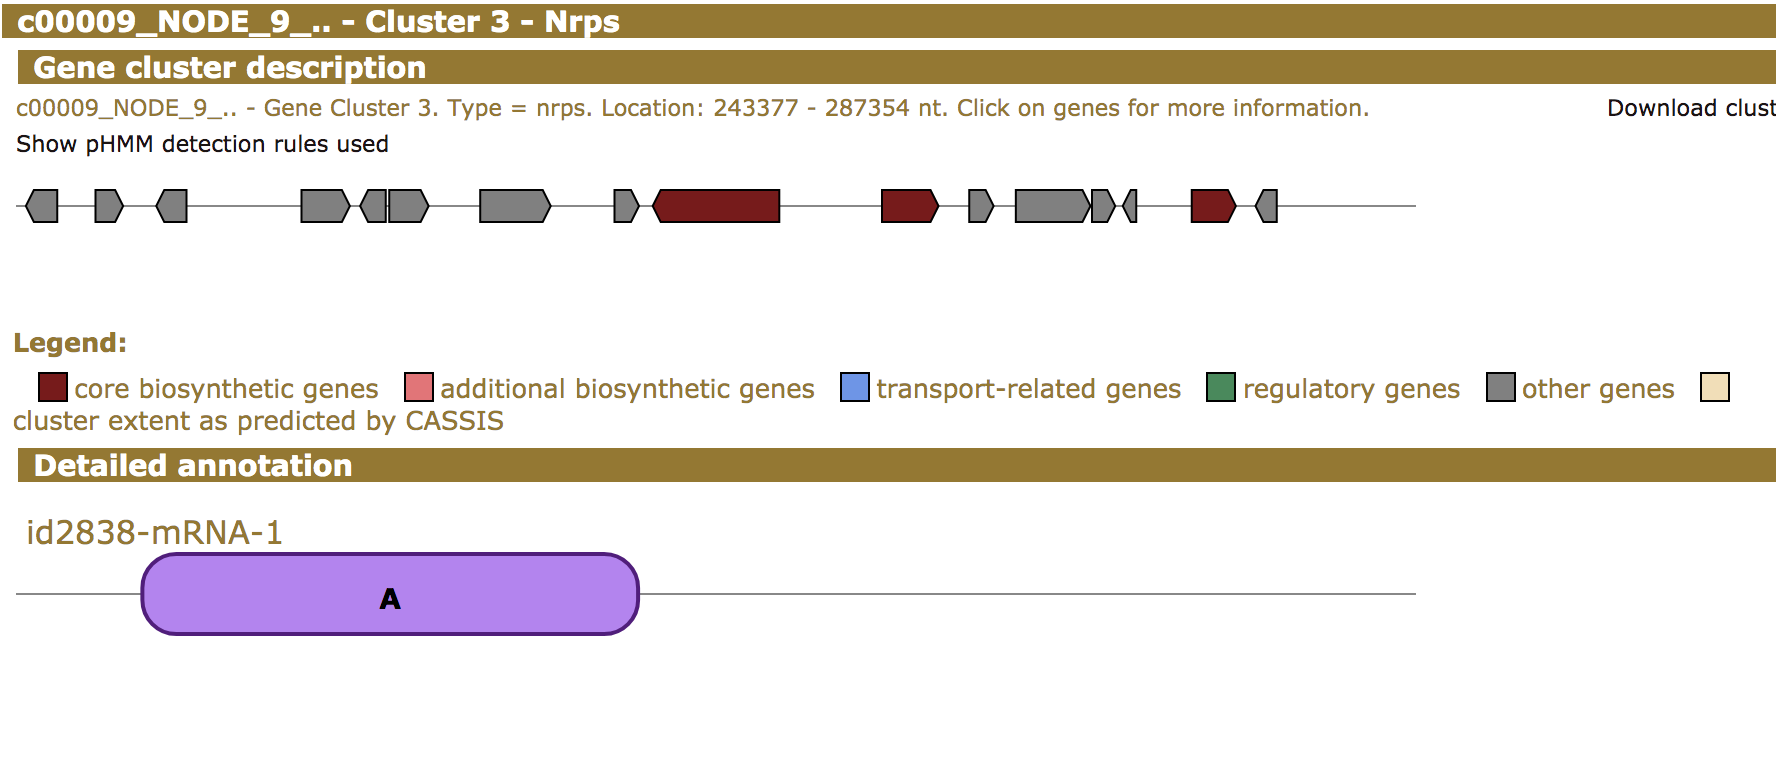 c00009_NODE_9_.. - Cluster 3 - Nrps
Gene cluster description
c00009_NODE_9_.. - Gene Cluster 3. Type = nrps. Location: 243377 - 287354 nt. Click on genes for more information. Download clust
Show pHMM detection rules used
Legend:
core biosynthetic genes additional biosynthetic genes transport-related genes regulatory genes other genes
cluster extent as predicted by CASSIS
Detailed annotation
id2838-mRNA-1
A